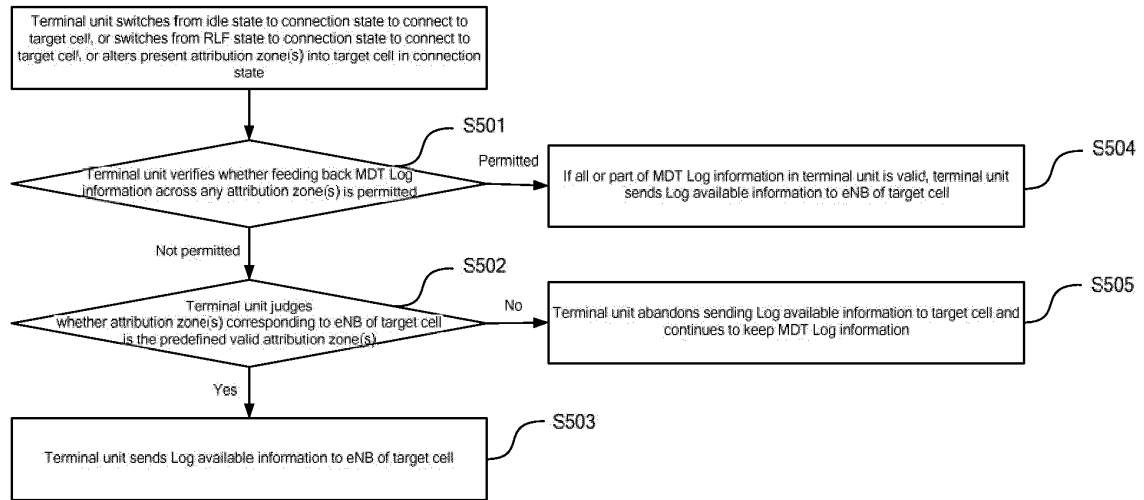 Terminal unit switches from idle state to connection state to connect to
target cell, or switches from RLF state to connection state to connect to
target cell, or alters present attribution zone(s) into target cell in connection
state
S501
Terminal unit verifies whether feeding back MDT Log
information across any attribution zone(s) is permitted
Permitted
S504
If all or part of MDT Log information in terminal unit is valid, terminal unit
sends Log available information to eNB of target cell
Not permitted
S502
Terminal unit judges
whether attribution zone(s) corresponding to eNB of target cell
is the predefined valid attribution zone(s)
No
S505
Terminal unit abandons sending Log available information to target cell and
continues to keep MDT Log information
Yes
S503
Terminal unit sends Log available information to eNB of target cell